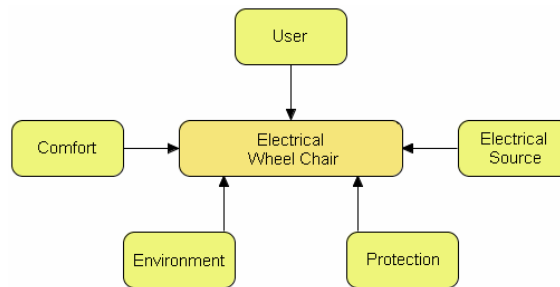 User
Comfort
Electrical
Wheel Chair
Electrical
Source
Environment
Protection